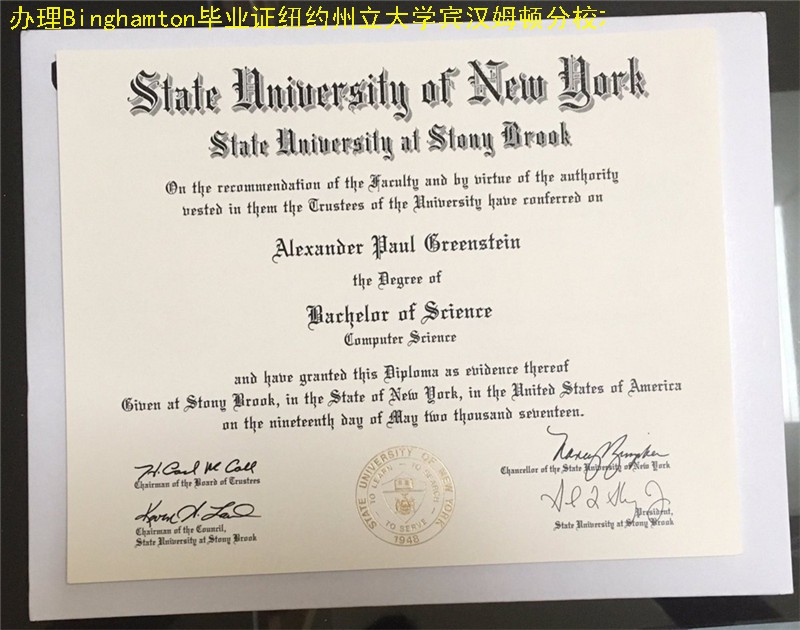 办理Binghamton毕业证纽约州立大学宾汉姆顿分校
State University of New York
State University at Stony Brook
On the recommendation of the Faculty and by virtue of the authority
vested in them the Trustees of the University have conferred on
Alexander Paul Greenstein
the Degree of
Bachelor of Science
Computer Science
and have granted this Diploma as evidence thereof
Given at Stony Brook, in the State of New York, in the United States of America
on the nineteenth day of May two thousand seventeen.
H. Carl McCall
Chairman of the Board of Trustees
Chairman of the Council,
State University at Stony Brook
STATE UNIVERSITY OF NEW YORK
TO LEARN - TO SEARCH
TO SERVE
1948
Nancy Zimpher
Chancellor of the State University of New York
President,
State University at Stony Brook